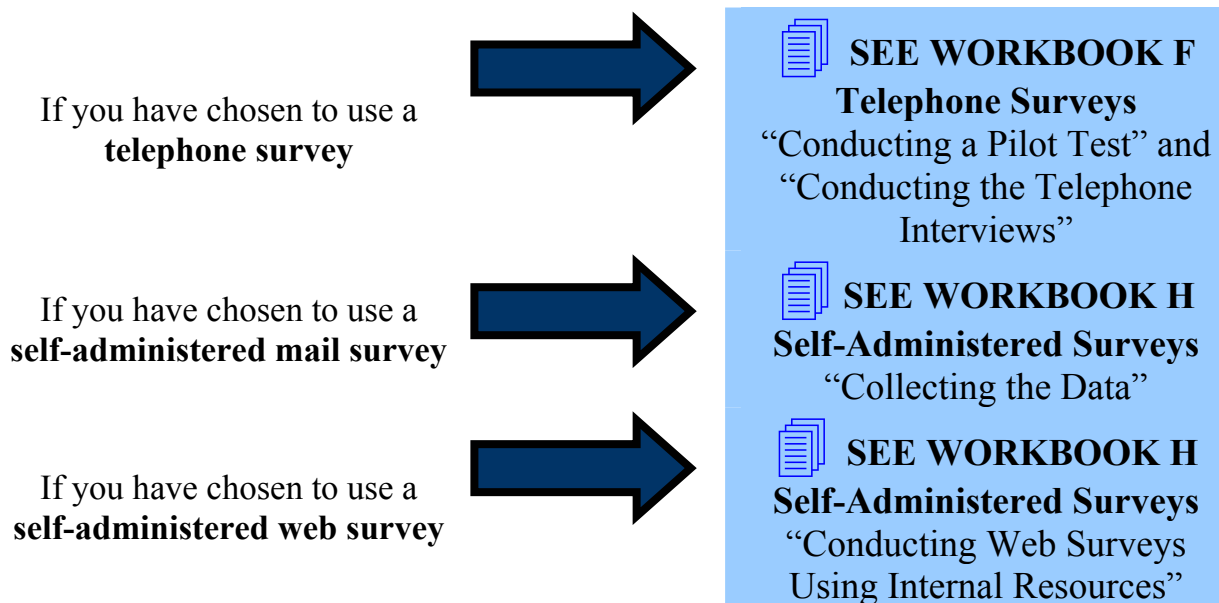 If you have chosen to use a
telephone survey
SEE WORKBOOK F
Telephone Surveys
“Conducting a Pilot Test” and
“Conducting the Telephone
Interviews”
If you have chosen to use a
self-administered mail survey
SEE WORKBOOK H
Self-Administered Surveys
“Collecting the Data”
If you have chosen to use a
self-administered web survey
SEE WORKBOOK H
Self-Administered Surveys
“Conducting Web Surveys
Using Internal Resources”